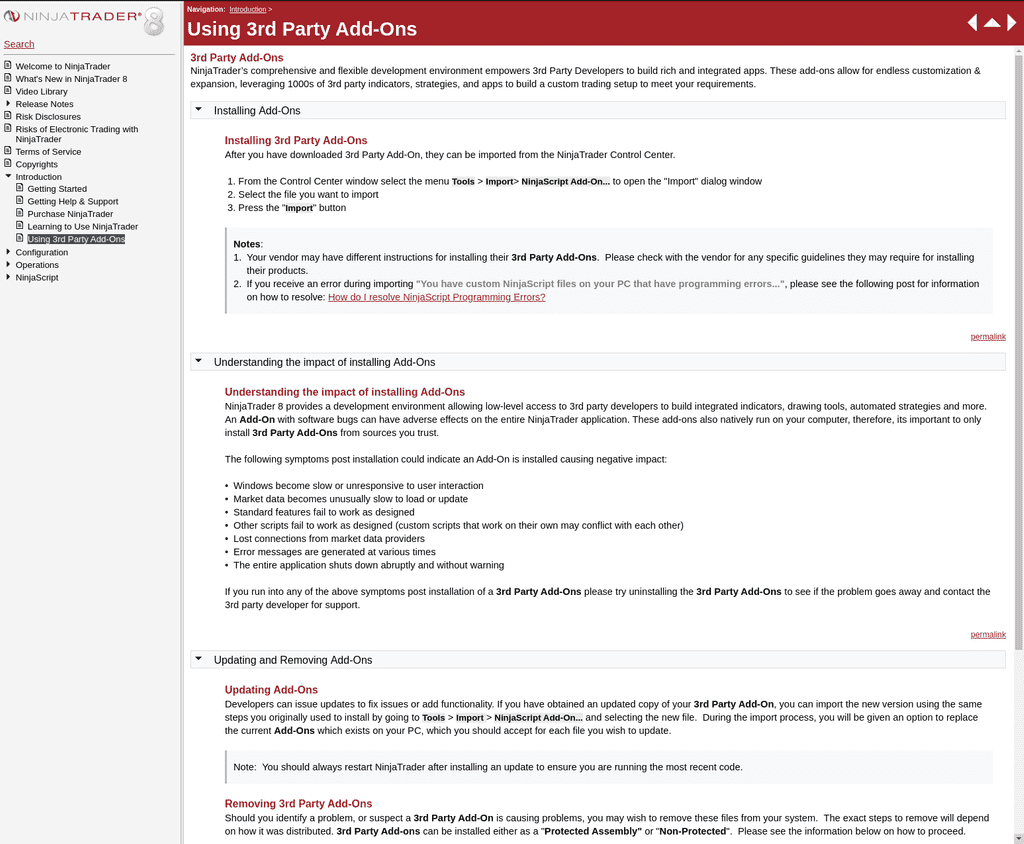 NINJATRADER® 8
Search
Welcome to NinjaTrader
What's New in NinjaTrader 8
Video Library
Release Notes
Risk Disclosures
Risks of Electronic Trading with
NinjaTrader
Terms of Service
Copyrights
Introduction
Getting Started
Getting Help & Support
Purchase NinjaTrader
Learning to Use NinjaTrader
Using 3rd Party Add-Ons
Configuration
Operations
NinjaScript
Navigation: Introduction >
Using 3rd Party Add-Ons
3rd Party Add-Ons
NinjaTrader's comprehensive and flexible development environment empowers 3rd Party Developers to build rich and integrated apps. These add-ons allow for endless customization &
expansion, leveraging 1000s of 3rd party indicators, strategies, and apps to build a custom trading setup to meet your requirements.
Installing Add-Ons
Installing 3rd Party Add-Ons
After you have downloaded 3rd Party Add-On, they can be imported from the NinjaTrader Control Center.
1. From the Control Center window select the menu Tools > Import> NinjaScript Add-On... to open the "Import" dialog window
2. Select the file you want to import
3. Press the "Import" button
Notes:
1. Your vendor may have different instructions for installing their 3rd Party Add-Ons. Please check with the vendor for any specific guidelines they may require for installing
their products.
2. If you receive an error during importing "You have custom NinjaScript files on your PC that have programming errors...", please see the following post for information
on how to resolve: How do I resolve NinjaScript Programming Errors?
permalink
Understanding the impact of installing Add-Ons
Understanding the impact of installing Add-Ons
NinjaTrader 8 provides a development environment allowing low-level access to 3rd party developers to build integrated indicators, drawing tools, automated strategies and more.
An Add-On with software bugs can have adverse effects on the entire NinjaTrader application. These add-ons also natively run on your computer, therefore, its important to only
install 3rd Party Add-Ons from sources you trust.
The following symptoms post installation could indicate an Add-On is installed causing negative impact:
• Windows become slow or unresponsive to user interaction
• Market data becomes unusually slow to load or update
• Standard features fail to work as designed
• Other scripts fail to work as designed (custom scripts that work on their own may conflict with each other)
• Lost connections from market data providers
• Error messages are generated at various times
• The entire application shuts down abruptly and without warning
If you run into any of the above symptoms post installation of a 3rd Party Add-Ons please try uninstalling the 3rd Party Add-Ons to see if the problem goes away and contact the
3rd party developer for support.
permalink
Updating and Removing Add-Ons
Updating Add-Ons
Developers can issue updates to fix issues or add functionality. If you have obtained an updated copy of your 3rd Party Add-On, you can import the new version using the same
steps you originally used to install by going to Tools > Import > NinjaScript Add-On... and selecting the new file. During the import process, you will be given an option to replace
the current Add-Ons which exists on your PC, which you should accept for each file you wish to update.
Note: You should always restart NinjaTrader after installing an update to ensure you are running the most recent code.
Removing 3rd Party Add-Ons
Should you identify a problem, or suspect a 3rd Party Add-On is causing problems, you may wish to remove these files from your system. The exact steps to remove will depend
on how it was distributed. 3rd Party Add-ons can be installed either as a "Protected Assembly" or "Non-Protected". Please see the information below on how to proceed.